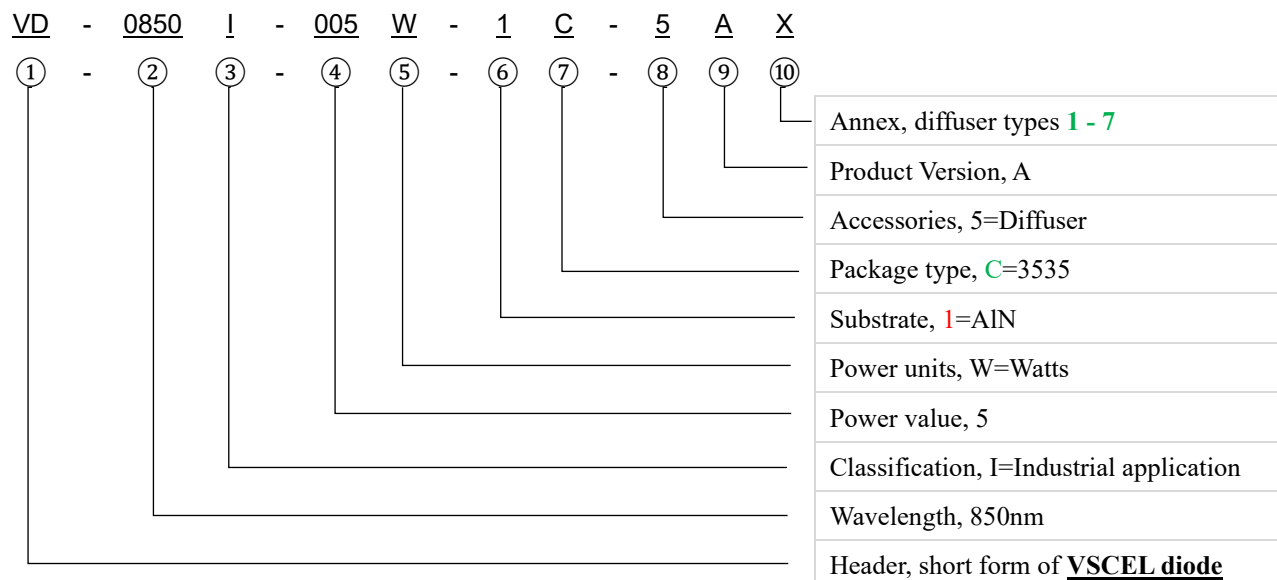 VD - 0850 I - 005 W - 1 C - 5 A X
① - ② ③ - ④ ⑤ - ⑥ ⑦ - ⑧ ⑨ ⑩
Annex, diffuser types 1 - 7
Product Version, A
Accessories, 5=Diffuser
Package type, C=3535
Substrate, 1=AlN
Power units, W=Watts
Power value, 5
Classification, I=Industrial application
Wavelength, 850nm
Header, short form of VSCEL diode